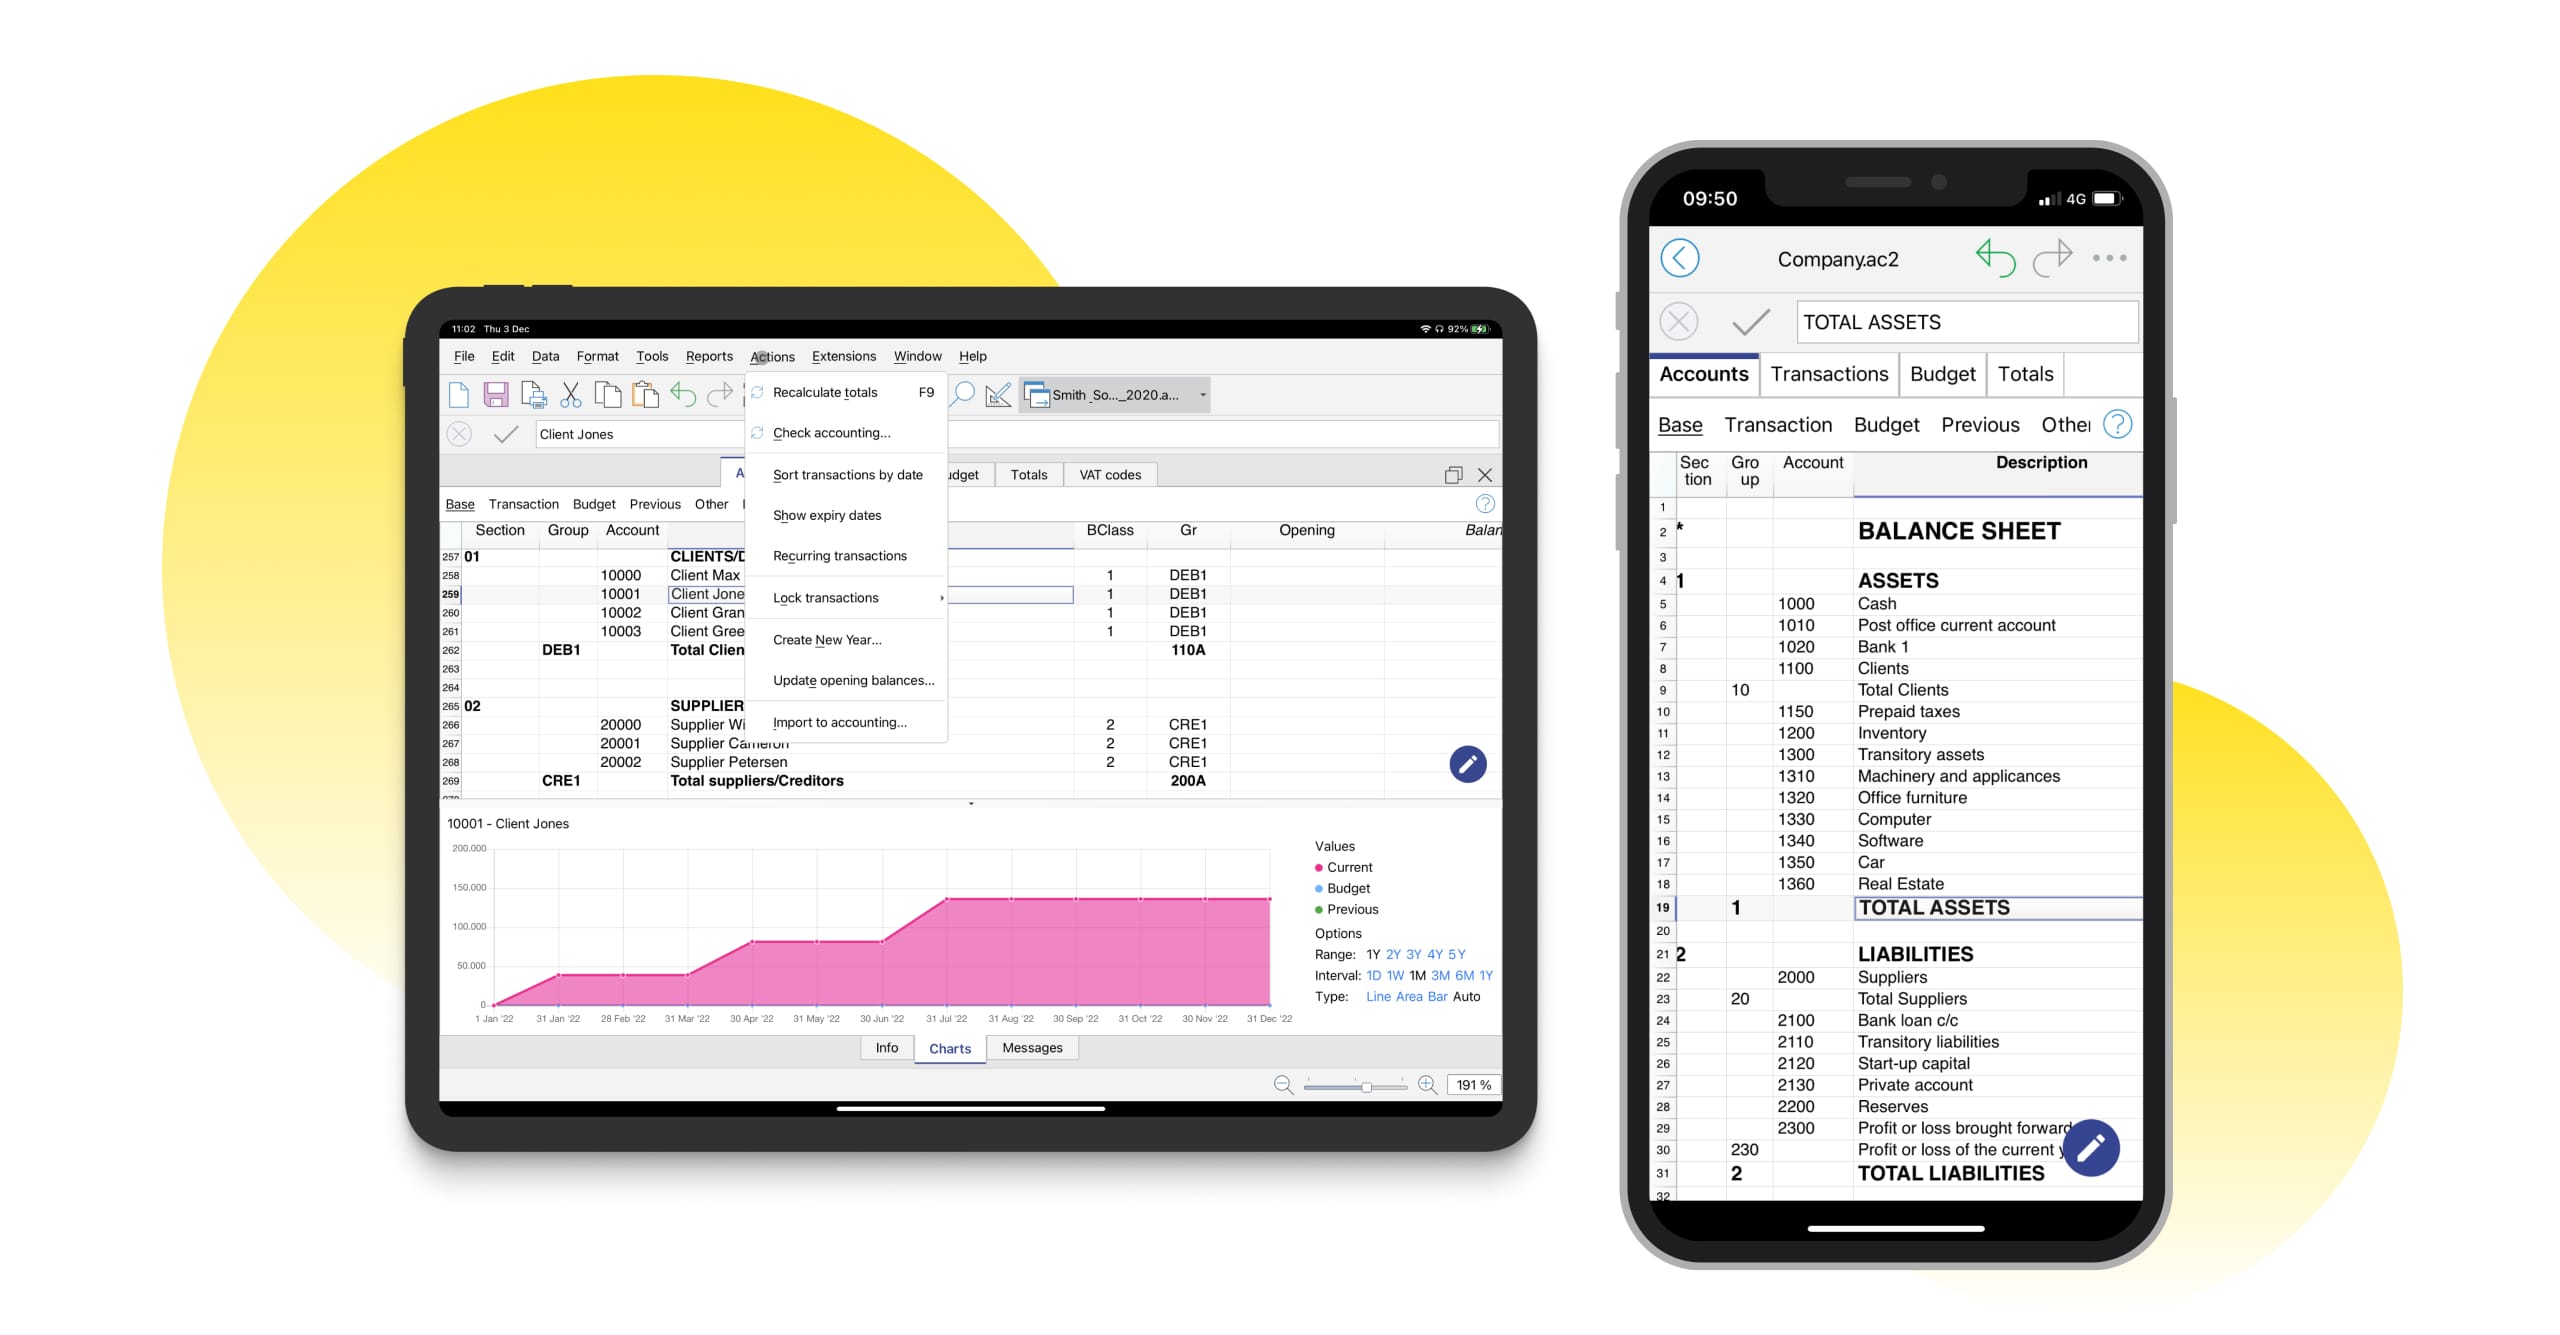 11:02 Thu 3 Dec
92%
File Edit Data Format Tools Reports Actions Extensions Window Help
Smith_So..._2020.a...
Client Jones
Recalculate totals F9
Check accounting...
Sort transactions by date
Show expiry dates
Recurring transactions
Lock transactions
Create New Year...
Update opening balances...
Import to accounting...
A
udget Totals VAT codes
Base Transaction Budget Previous Other
Section Group Account BClass Gr Opening Balan
257 01 CLIENTS/D
258 10000 Client Max 1 DEB1
259 10001 Client Jone 1 DEB1
260 10002 Client Gran 1 DEB1
261 10003 Client Gree 1 DEB1
262 DEB1 Total Clien 110A
263
264
265 02 SUPPLIER
266 20000 Supplier Wi 2 CRE1
267 20001 Supplier Cameron 2 CRE1
268 20002 Supplier Petersen 2 CRE1
269 CRE1 Total suppliers/Creditors 200A
10001 - Client Jones
200.000
150.000
100.000
50.000
0
1 Jan '22 31 Jan '22 28 Feb '22 31 Mar '22 30 Apr '22 31 May '22 30 Jun '22 31 Jul '22 31 Aug '22 30 Sep '22 31 Oct '22 30 Nov '22 31 Dec '22
Values
Current
Budget
Previous
Options
Range: 1Y 2Y 3Y 4Y 5Y
Interval: 1D 1W 1M 3M 6M 1Y
Type: Line Area Bar Auto
Info Charts Messages
191 %
09:50 4G
Company.ac2
TOTAL ASSETS
Accounts Transactions Budget Totals
Base Transaction Budget Previous Other ?
Sec Gro Account Description
tion up
1
2 * BALANCE SHEET
3
4 1 ASSETS
5 1000 Cash
6 1010 Post office current account
7 1020 Bank 1
8 1100 Clients
9 10 Total Clients
10 1150 Prepaid taxes
11 1200 Inventory
12 1300 Transitory assets
13 1310 Machinery and applicances
14 1320 Office furniture
15 1330 Computer
16 1340 Software
17 1350 Car
18 1360 Real Estate
19 1 TOTAL ASSETS
20
21 2 LIABILITIES
22 2000 Suppliers
23 20 Total Suppliers
24 2100 Bank loan c/c
25 2110 Transitory liabilities
26 2120 Start-up capital
27 2130 Private account
28 2200 Reserves
29 2300 Profit or loss brought forward
30 230 Profit or loss of the current y
31 2 TOTAL LIABILITIES
32